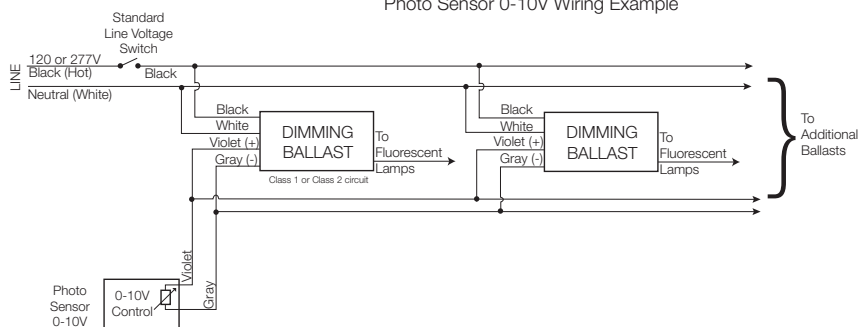 Photo Sensor 0-10V Wiring Example
Standard
Line Voltage
Switch
LINE
120 or 277V
Black (Hot)
Black
Neutral (White)
Black
White
Violet (+)
Gray (-)
DIMMING
BALLAST
To
Fluorescent
Lamps
Class 1 or Class 2 circuit
Black
White
Violet (+)
Gray (-)
DIMMING
BALLAST
To
Fluorescent
Lamps
To
Additional
Ballasts
Violet
Gray
Photo
Sensor
0-10V
0-10V
Control